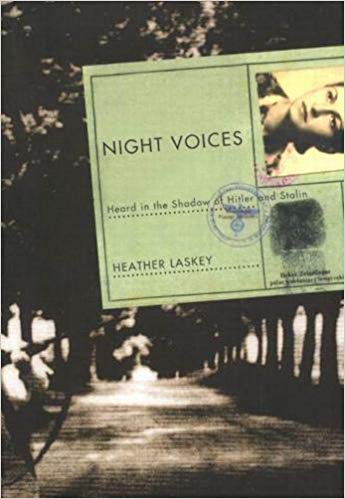 NIGHT VOICES
Heard in the Shadow of Hitler and Stalin
HEATHER LASKEY